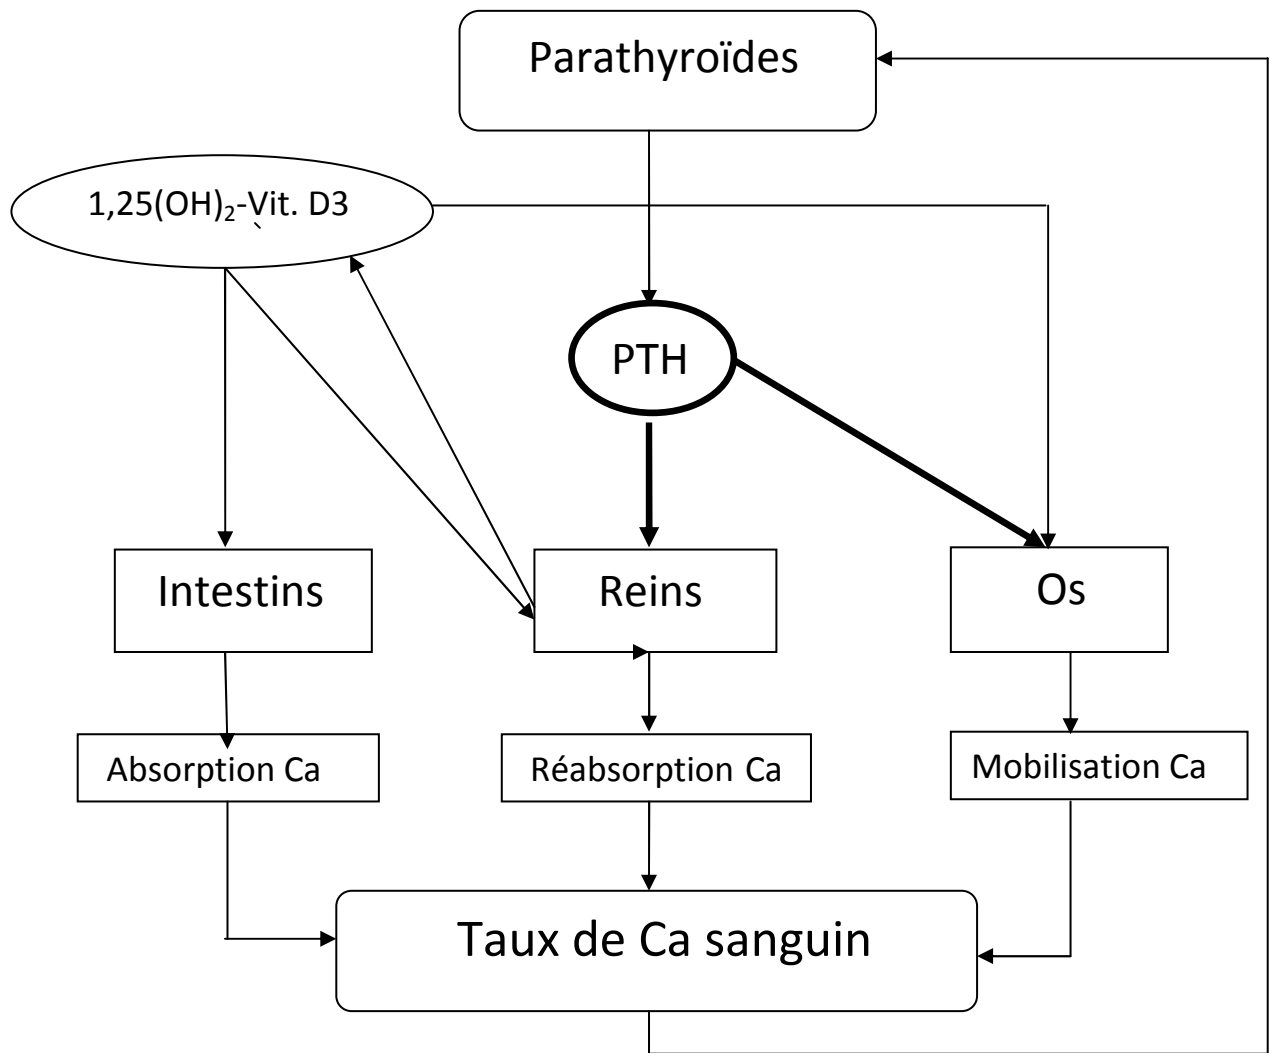 Parathyroïdes
1,25(OH)₂-Vit. D3
PTH
Intestins
Reins
Os
Absorption Ca
Réabsorption Ca
Mobilisation Ca
Taux de Ca sanguin